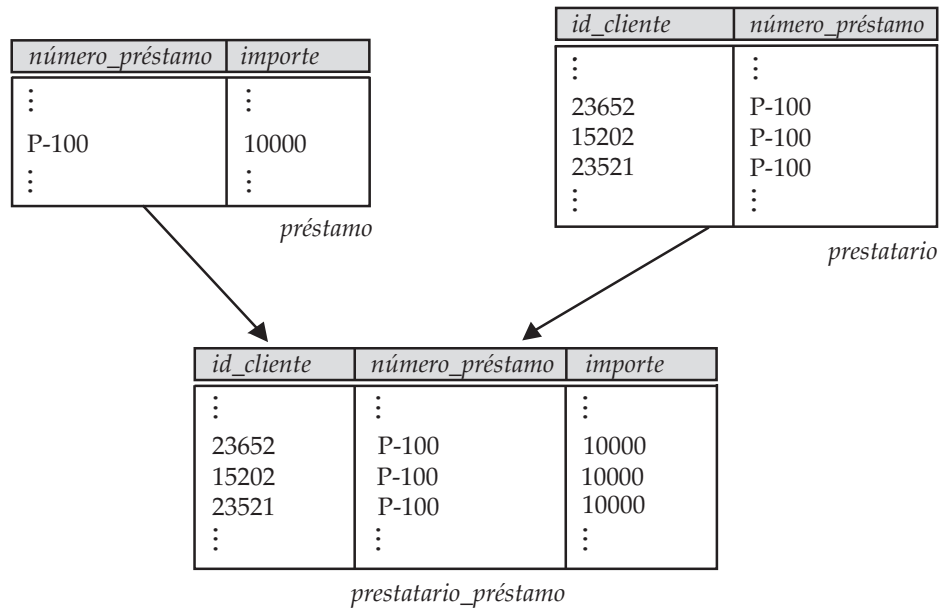 número_préstamo importe
⋮ ⋮
P-100 10000
⋮ ⋮
préstamo
id_cliente número_préstamo
⋮ ⋮
23652 P-100
15202 P-100
23521 P-100
⋮ ⋮
prestatario
id_cliente número_préstamo importe
⋮ ⋮ ⋮
23652 P-100 10000
15202 P-100 10000
23521 P-100 10000
⋮ ⋮ ⋮
prestatario_préstamo